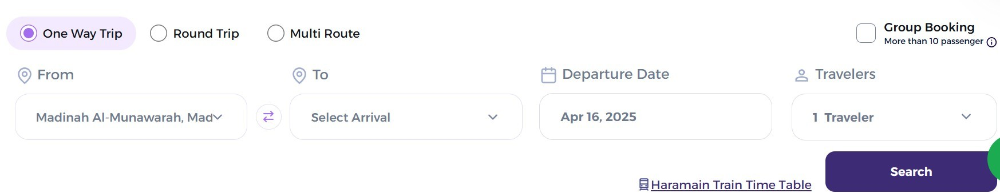 One Way Trip
Round Trip
Multi Route
Group Booking
More than 10 passenger
From
To
Departure Date
Travelers
Madinah Al-Munawarah, Mad
Select Arrival
Apr 16, 2025
1 Traveler
Haramain Train Time Table
Search